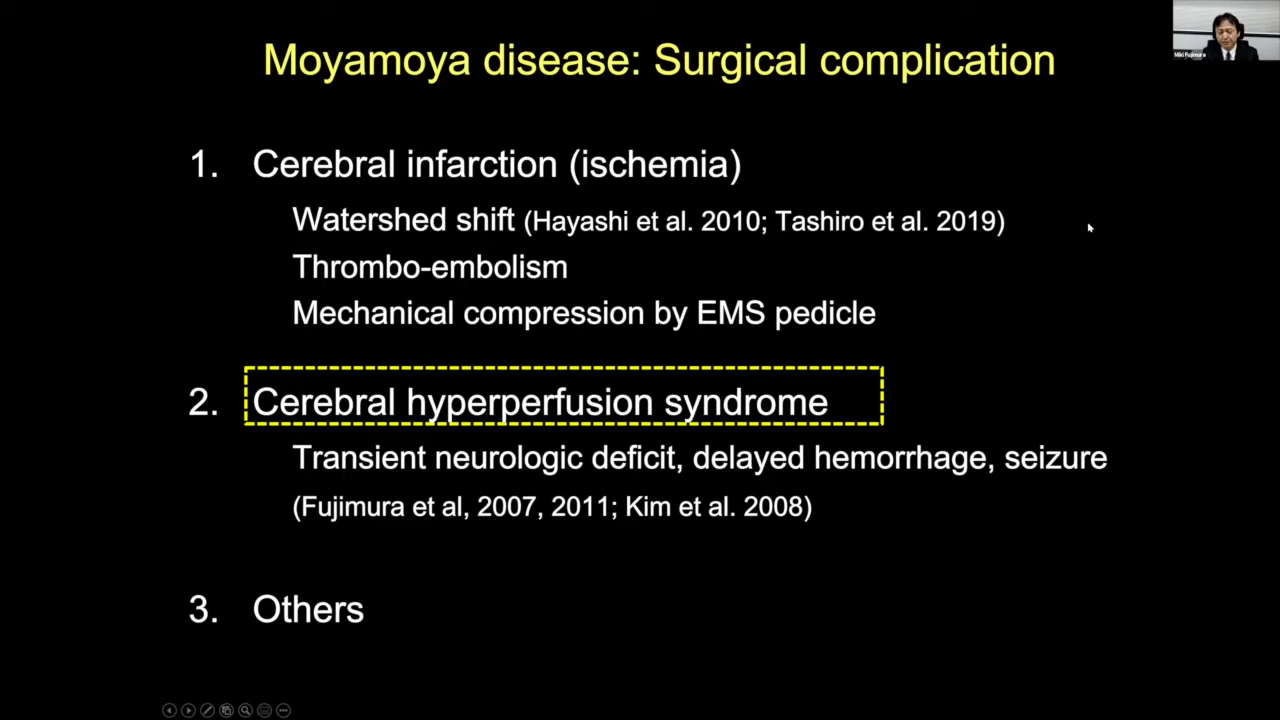 Moyamoya disease: Surgical complication
Miki Fujimura
1. Cerebral infarction (ischemia)
Watershed shift (Hayashi et al. 2010; Tashiro et al. 2019)
Thrombo-embolism
Mechanical compression by EMS pedicle
2. Cerebral hyperperfusion syndrome
Transient neurologic deficit, delayed hemorrhage, seizure
(Fujimura et al, 2007, 2011; Kim et al. 2008)
3. Others